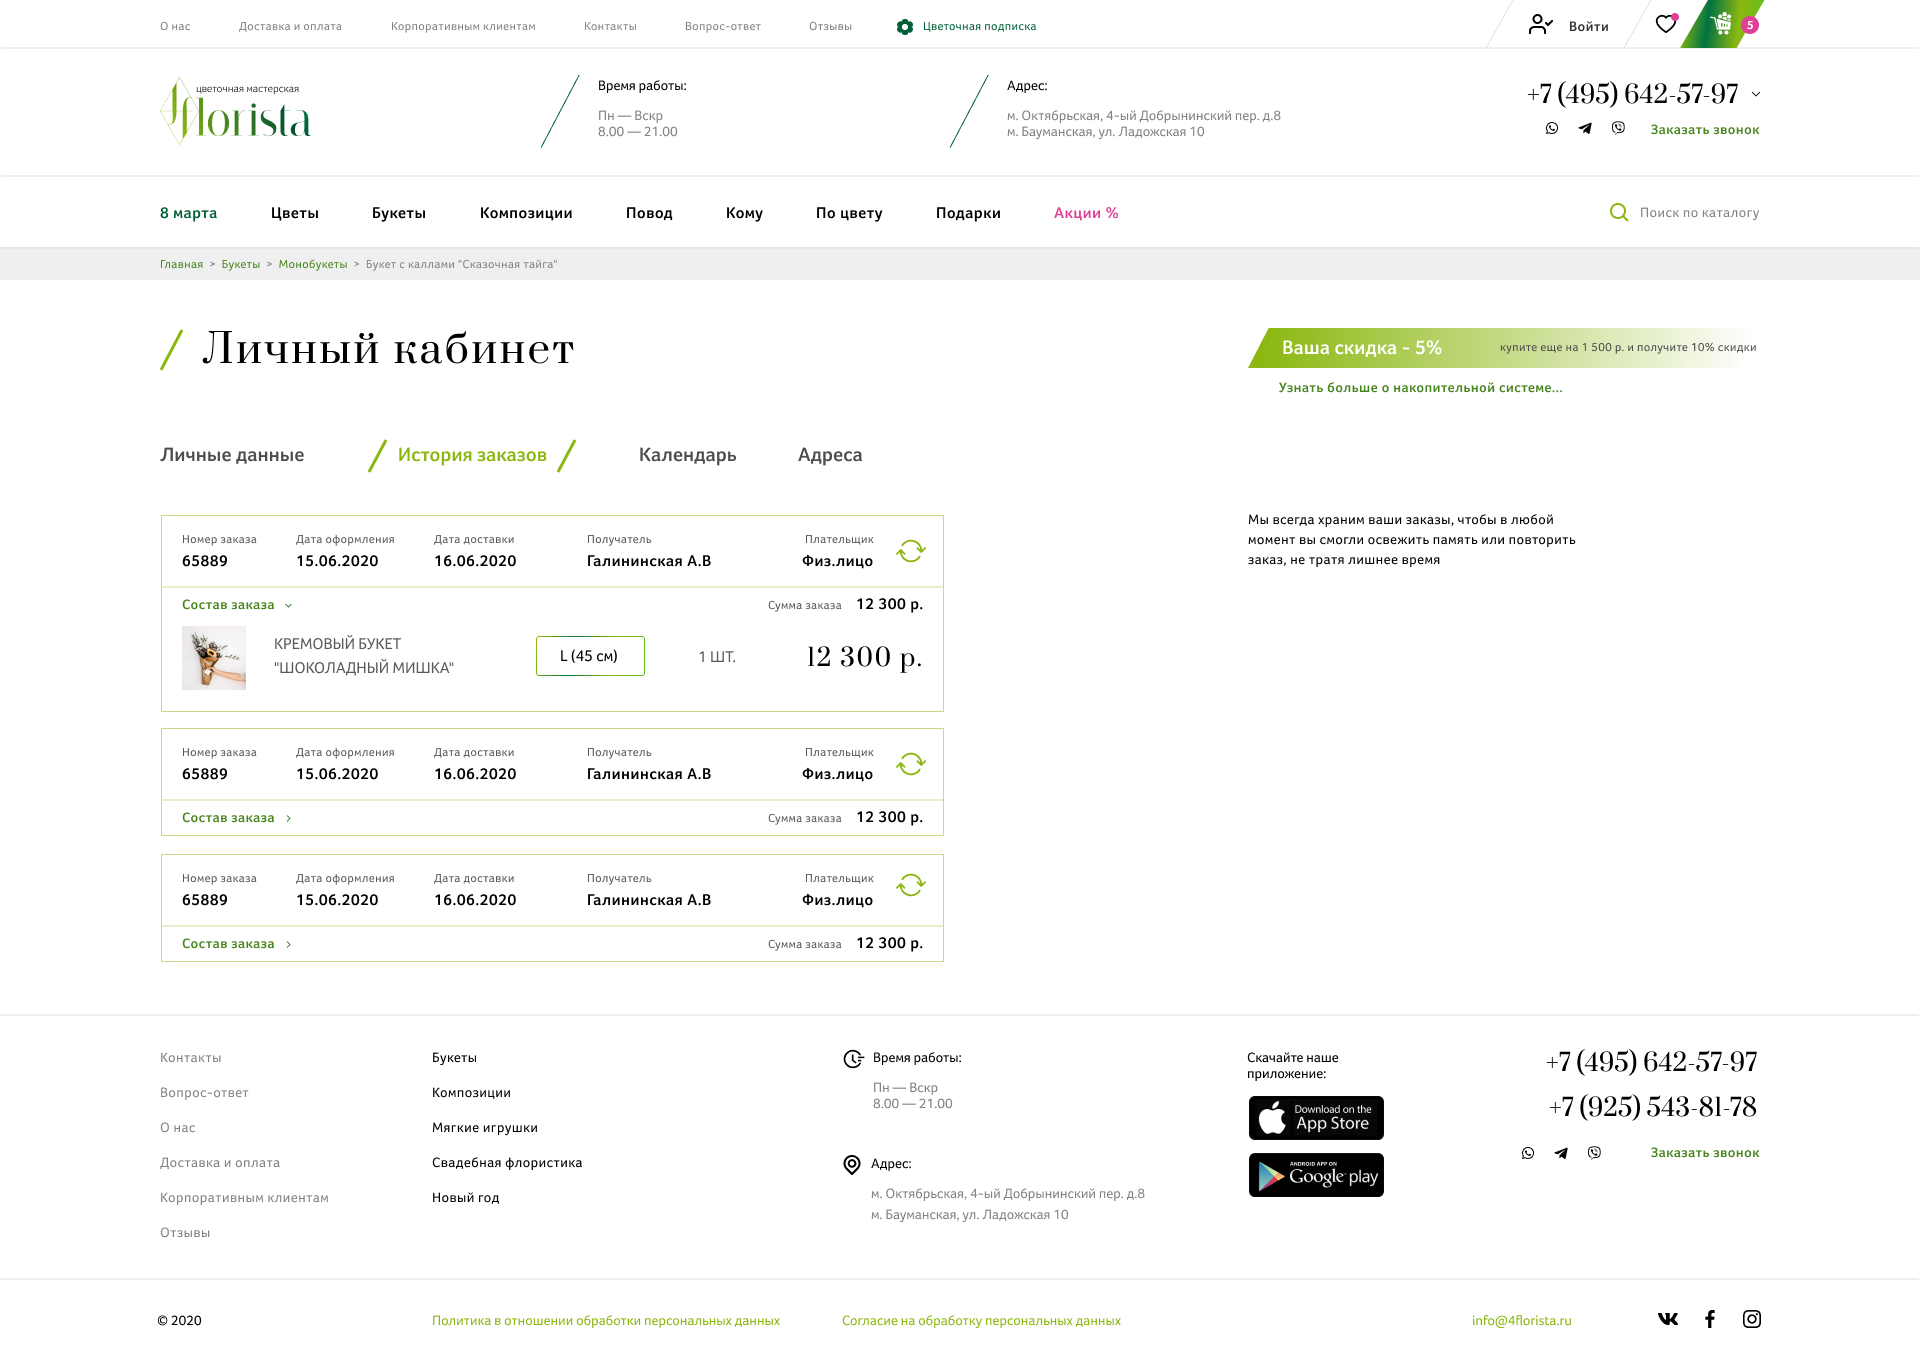 О нас
Доставка и оплата
Корпоративным клиентам
Контакты
Вопрос-ответ
Отзывы
Цветочная подписка
Войти
5
цветочная мастерская
4florista
Время работы:
Пн — Вскр
8.00 — 21.00
Адрес:
м. Октябрьская, 4-ый Добрынинский пер. д.8
м. Бауманская, ул. Ладожская 10
+7 (495) 642-57-97
Заказать звонок
8 марта
Цветы
Букеты
Композиции
Повод
Кому
По цвету
Подарки
Акции %
Поиск по каталогу
Главная > Букеты > Монобукеты > Букет с каллами "Сказочная тайга"
Личный кабинет
Ваша скидка - 5%
купите еще на 1 500 р. и получите 10% скидки
Узнать больше о накопительной системе...
Личные данные
История заказов
Календарь
Адреса
Мы всегда храним ваши заказы, чтобы в любой
момент вы смогли освежить память или повторить
заказ, не тратя лишнее время
Номер заказа
Дата оформления
Дата доставки
Получатель
Плательщик
65889
15.06.2020
16.06.2020
Галининская А.В
Физ.лицо
Состав заказа
Сумма заказа 12 300 р.
КРЕМОВЫЙ БУКЕТ
"ШОКОЛАДНЫЙ МИШКА"
L (45 см)
1 ШТ.
12 300 р.
Номер заказа
Дата оформления
Дата доставки
Получатель
Плательщик
65889
15.06.2020
16.06.2020
Галининская А.В
Физ.лицо
Состав заказа
Сумма заказа 12 300 р.
Номер заказа
Дата оформления
Дата доставки
Получатель
Плательщик
65889
15.06.2020
16.06.2020
Галининская А.В
Физ.лицо
Состав заказа
Сумма заказа 12 300 р.
Контакты
Вопрос-ответ
О нас
Доставка и оплата
Корпоративным клиентам
Отзывы
Букеты
Композиции
Мягкие игрушки
Свадебная флористика
Новый год
Время работы:
Пн — Вскр
8.00 — 21.00
Адрес:
м. Октябрьская, 4-ый Добрынинский пер. д.8
м. Бауманская, ул. Ладожская 10
Скачайте наше
приложение:
Download on the
App Store
ANDROID APP ON
Google play
+7 (495) 642-57-97
+7 (925) 543-81-78
Заказать звонок
© 2020
Политика в отношении обработки персональных данных
Согласие на обработку персональных данных
info@4florista.ru